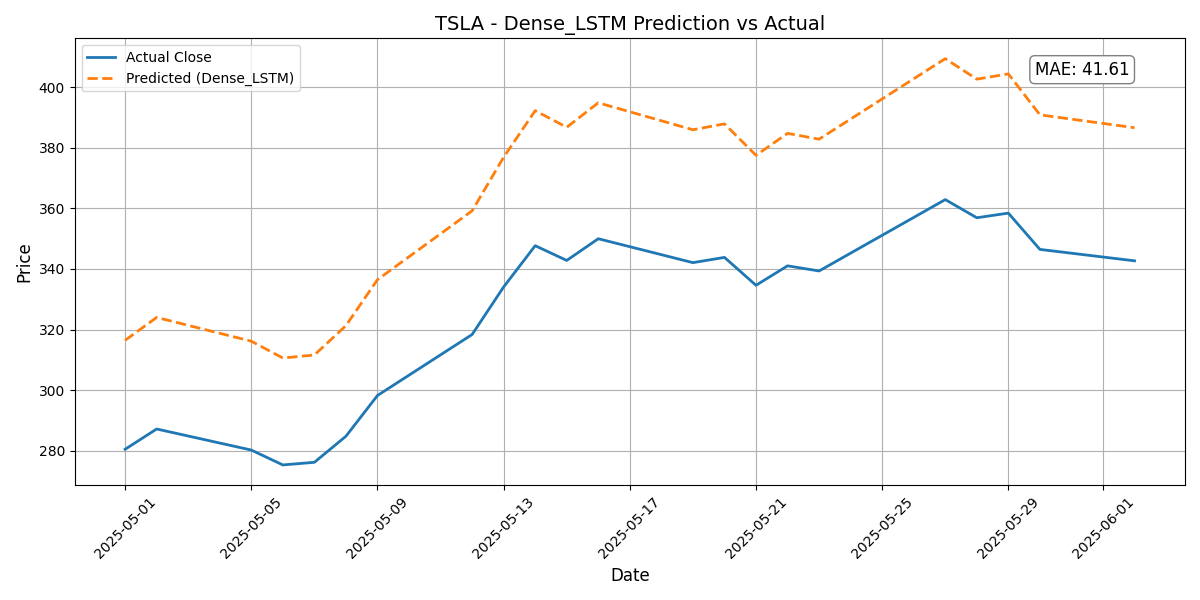 TSLA - Dense_LSTM Prediction vs Actual
Actual Close
Predicted (Dense_LSTM)
MAE: 41.61
Price
400
380
360
340
320
300
280
2025-05-01
2025-05-05
2025-05-09
2025-05-13
2025-05-17
2025-05-21
2025-05-25
2025-05-29
2025-06-01
Date